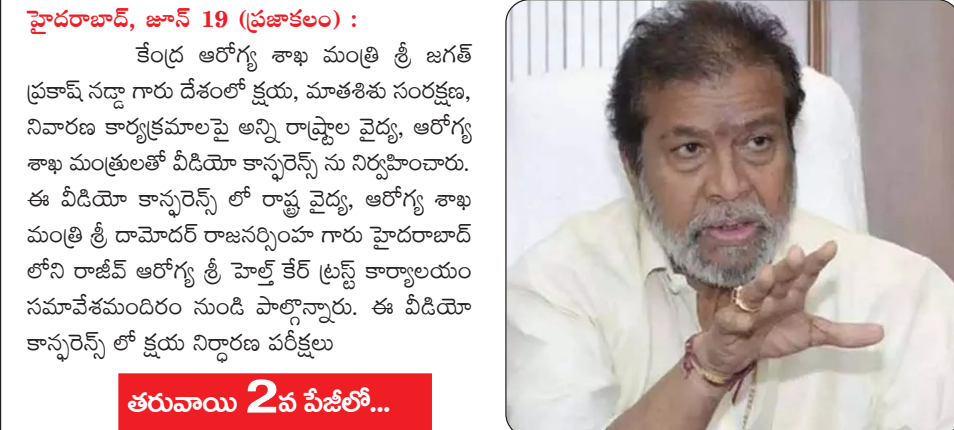 హైదరాబాద్, జూన్ 19 (ప్రజాకలం) :
కేంద్ర ఆరోగ్య శాఖ మంత్రి శ్రీ జగత్
ప్రకాష్ నడ్డా గారు దేశంలో క్షయ, మాతశిశు సంరక్షణ,
నివారణ కార్యక్రమాలపై అన్ని రాష్ట్రాల వైద్య, ఆరోగ్య
శాఖ మంత్రులతో వీడియో కాన్ఫరెన్స్ ను నిర్వహించారు.
ఈ వీడియో కాన్ఫరెన్స్ లో రాష్ట్ర వైద్య, ఆరోగ్య శాఖ
మంత్రి శ్రీ దామోదర్ రాజనర్సింహ గారు హైదరాబాద్
లోని రాజీవ్ ఆరోగ్య శ్రీ హెల్త్ కేర్ ట్రస్ట్ కార్యాలయం
సమావేశమందిరం నుండి పాల్గొన్నారు. ఈ వీడియో
కాన్ఫరెన్స్ లో క్షయ నిర్ధారణ పరీక్షలు
తరువాయి 2వ పేజీలో...